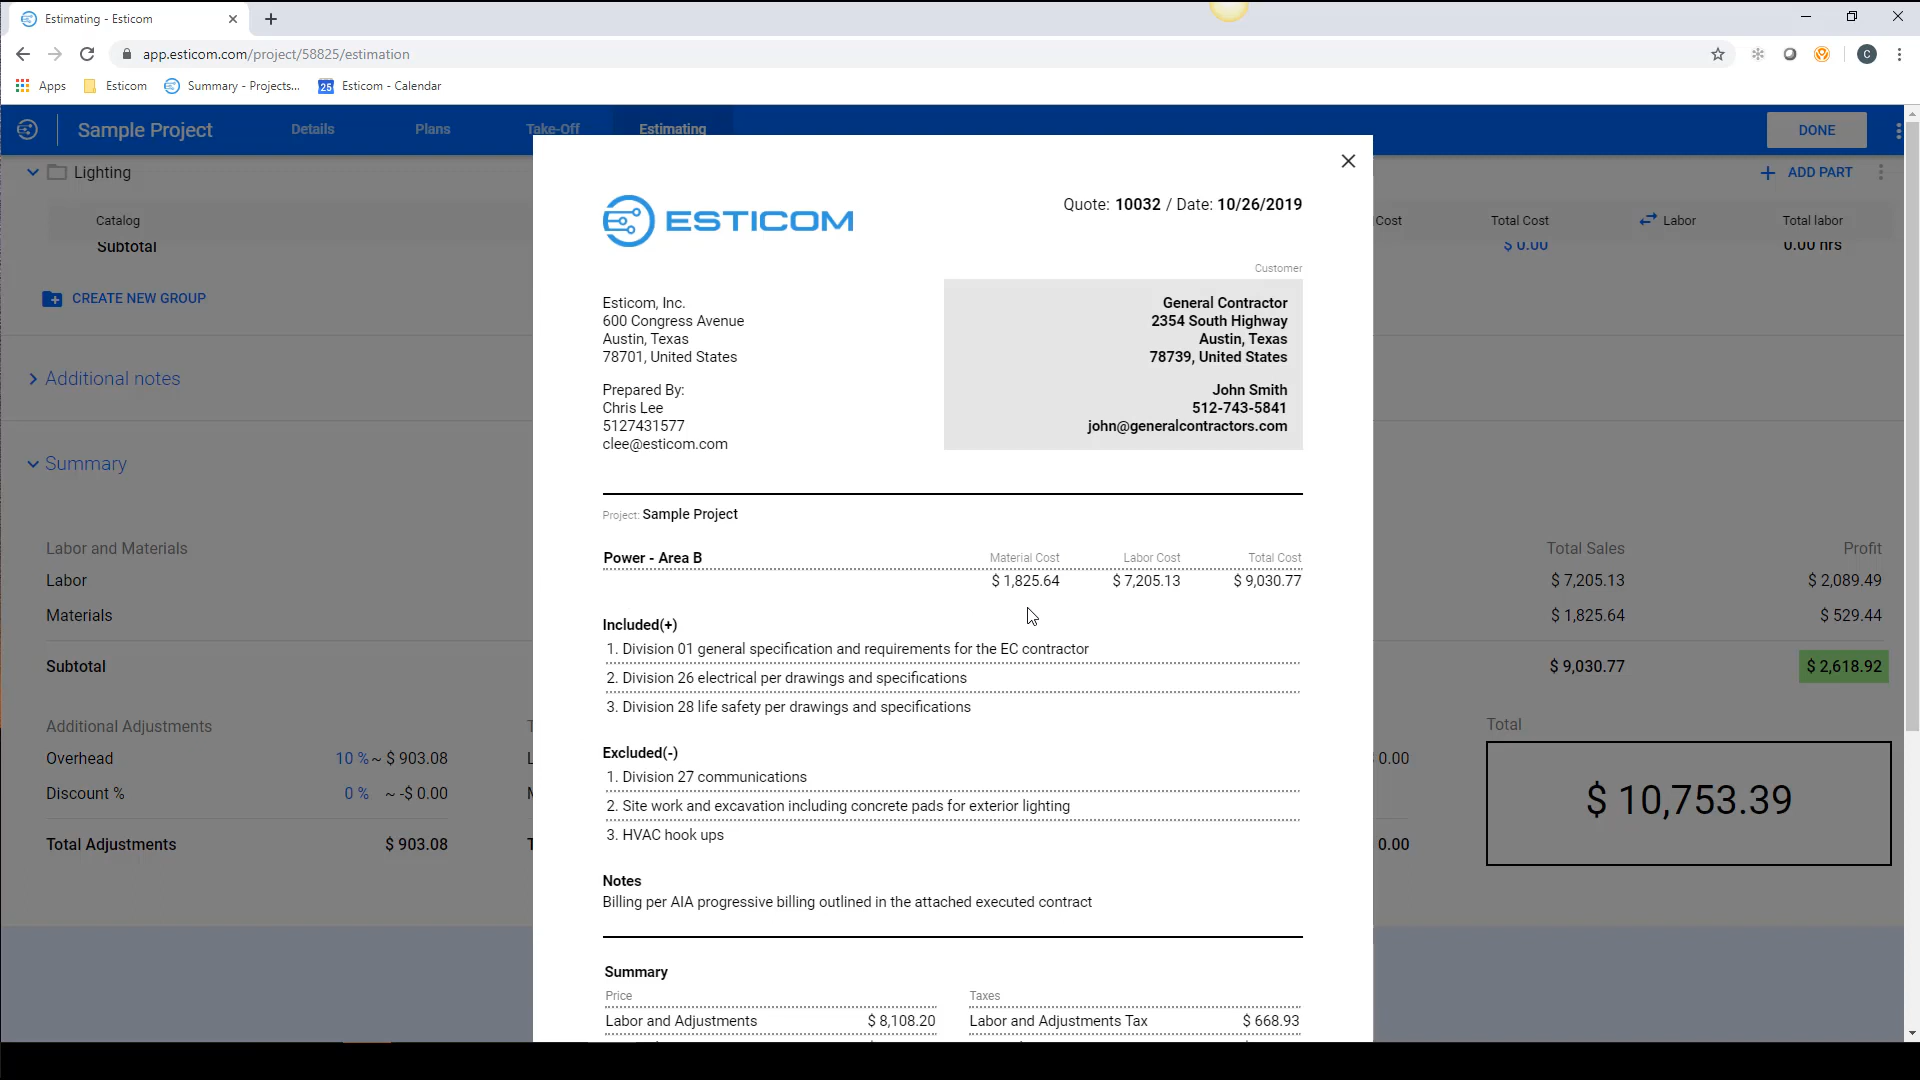 Estimating - Esticom
app.esticom.com/project/58825/estimation
C
Apps
Esticom
Summary - Projects...
25
Esticom - Calendar
Sample Project
Details
Plans
Take-Off
Estimating
DONE
Lighting
ADD PART
Catalog
Cost
Total Cost
Labor
Total labor
Subtotal
$ 0.00
0.00 hrs
CREATE NEW GROUP
Additional notes
Summary
Labor and Materials
Total Sales
Profit
Labor
$ 7,205.13
$ 2,089.49
Materials
$ 1,825.64
$ 529.44
Subtotal
$ 9,030.77
$ 2,618.92
Additional Adjustments
Total
Overhead
10 % ~ $ 903.08
0.00
Discount %
0 % ~ -$ 0.00
$ 10,753.39
Total Adjustments
$ 903.08
0.00
ESTICOM
Quote: 10032 / Date: 10/26/2019
Customer
Esticom, Inc.
600 Congress Avenue
Austin, Texas
78701, United States
Prepared By:
Chris Lee
5127431577
clee@esticom.com
General Contractor
2354 South Highway
Austin, Texas
78739, United States
John Smith
512-743-5841
john@generalcontractors.com
Project: Sample Project
Power - Area B
Material Cost
Labor Cost
Total Cost
$ 1,825.64
$ 7,205.13
$ 9,030.77
Included(+)
1. Division 01 general specification and requirements for the EC contractor
2. Division 26 electrical per drawings and specifications
3. Division 28 life safety per drawings and specifications
Excluded(-)
1. Division 27 communications
2. Site work and excavation including concrete pads for exterior lighting
3. HVAC hook ups
Notes
Billing per AIA progressive billing outlined in the attached executed contract
Summary
Price
Taxes
Labor and Adjustments
$ 8,108.20
Labor and Adjustments Tax
$ 668.93